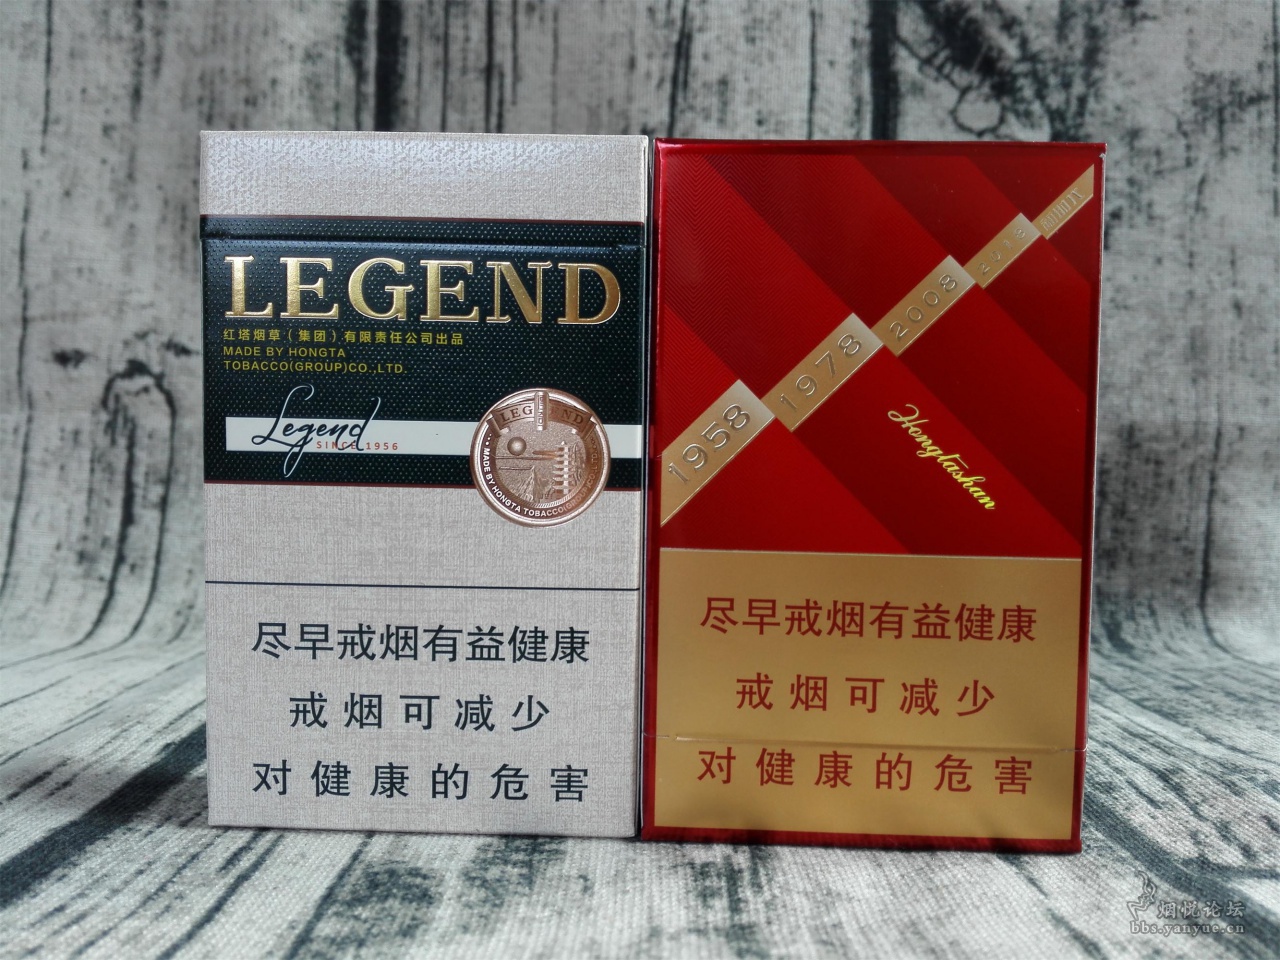 LEGEND
红塔烟草（集团）有限责任公司出品
MADE BY HONGTA
TOBACCO(GROUP)CO.,LTD.
Legend
SINCE 1956
LEGEND
MADE BY HONGTA TOBACCO(GROUP)CO.,LTD.
尽早戒烟有益健康
戒烟可减少
对健康的危害
1958
1978
2008
Hongtashan
尽早戒烟有益健康
戒烟可减少
对健康的危害
烟悦论坛
bbs.yanyue.cn